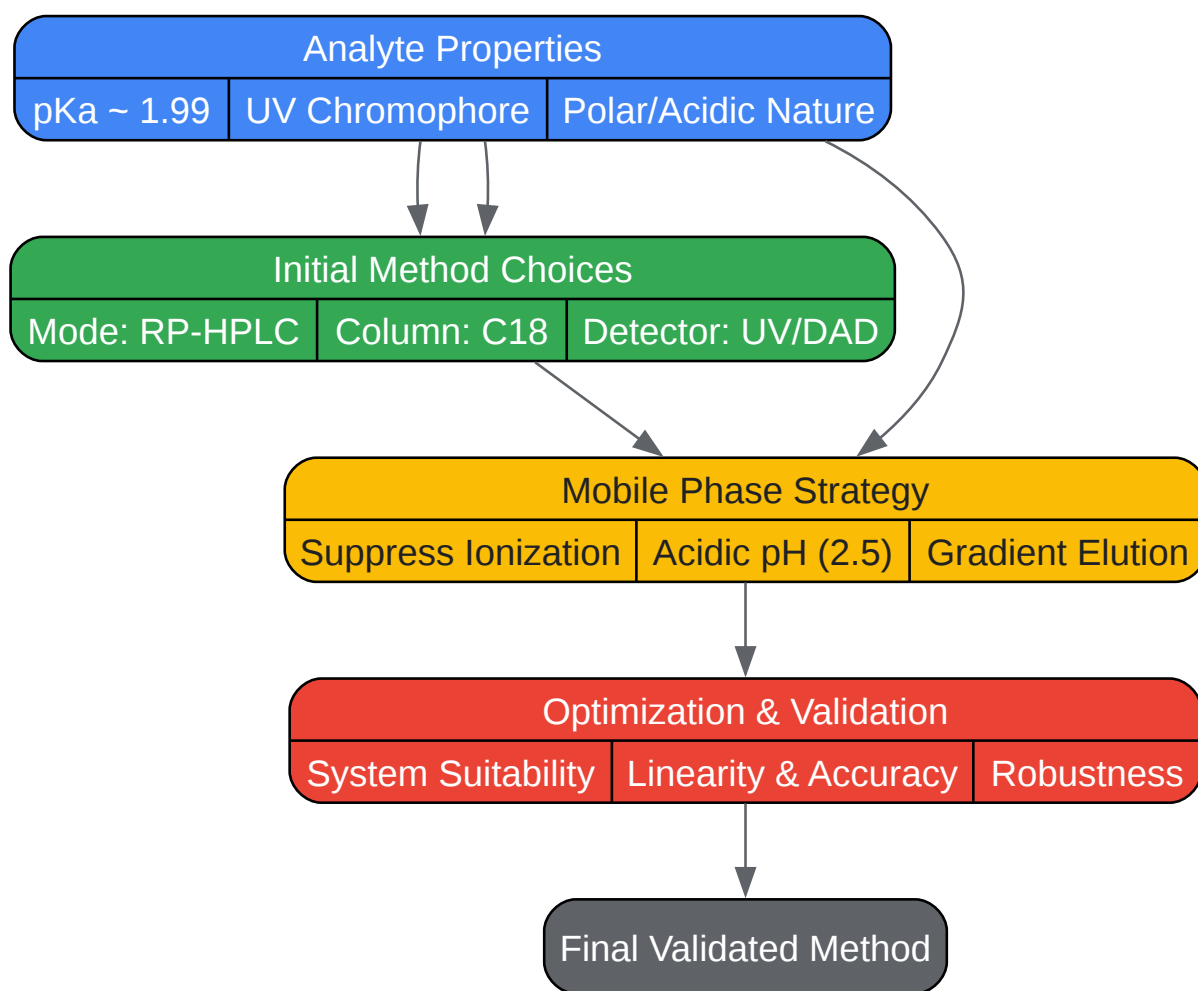 Analyte Properties
pKa ~ 1.99 UV Chromophore Polar/Acidic Nature
Initial Method Choices
Mode: RP-HPLC Column: C18 Detector: UV/DAD
Mobile Phase Strategy
Suppress Ionization Acidic pH (2.5) Gradient Elution
Optimization & Validation
System Suitability Linearity & Accuracy Robustness
Final Validated Method